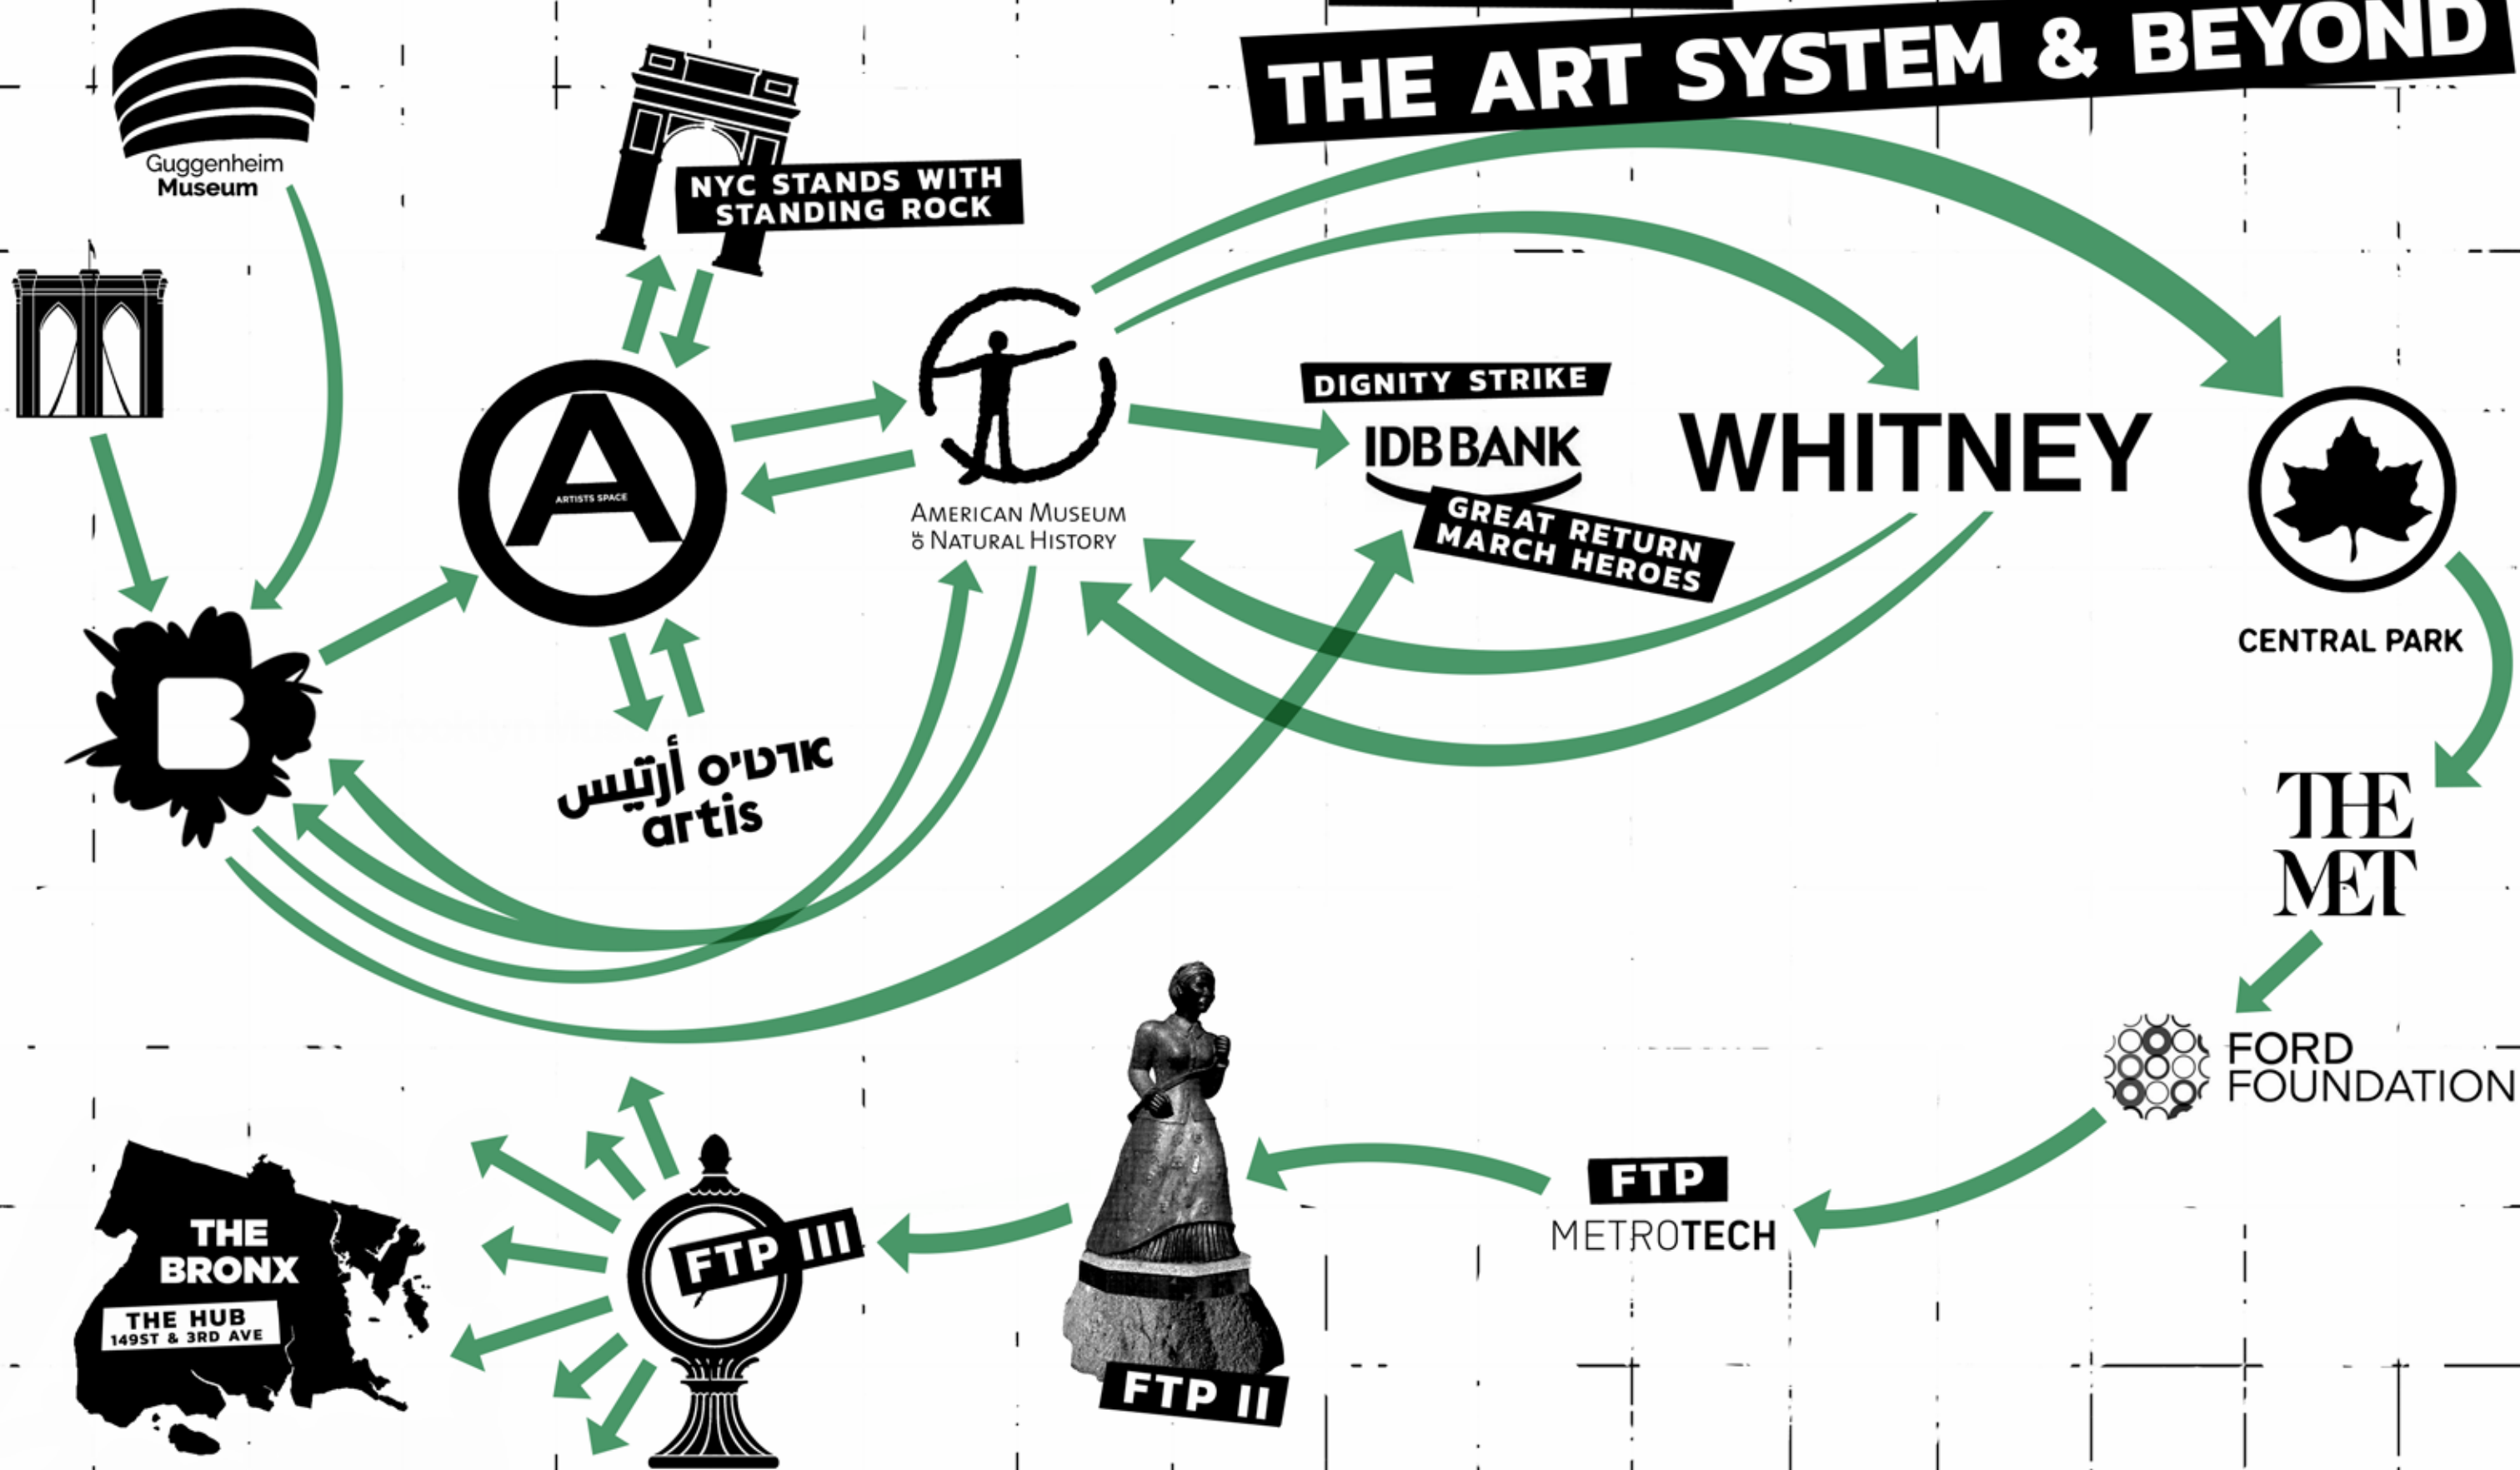 THE ART SYSTEM & BEYOND
Guggenheim
Museum
NYC STANDS WITH
STANDING ROCK
A
ARTISTS SPACE
AMERICAN MUSEUM
OF NATURAL HISTORY
DIGNITY STRIKE
IDB BANK
GREAT RETURN
MARCH HEROES
WHITNEY
CENTRAL PARK
B
ארטיס أرتيس
artis
THE
MET
FORD
FOUNDATION
FTP
METROTECH
FTP II
FTP III
THE
BRONX
THE HUB
149ST & 3RD AVE